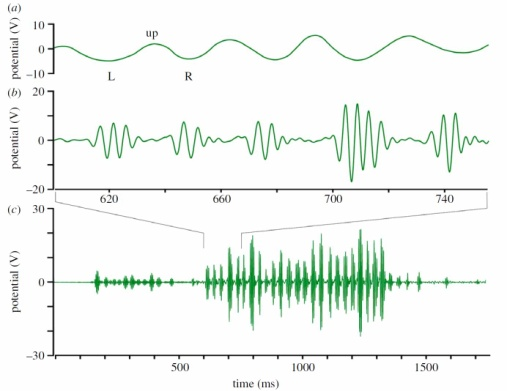 (a)
potential (V)
10
0
–10
up
L
R
(b)
potential (V)
20
0
–20
620
660
700
740
(c)
potential (V)
30
0
–30
500
1000
1500
time (ms)